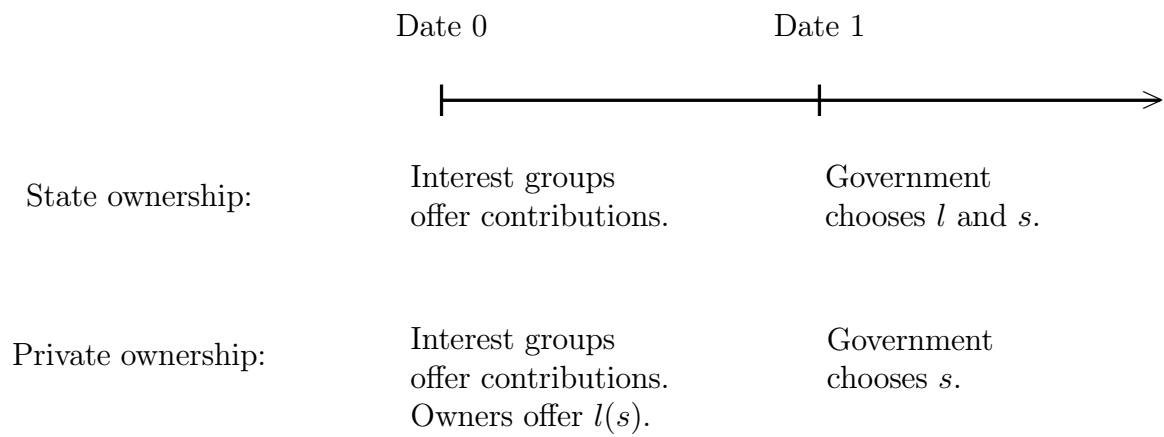 Date 0
Date 1
State ownership:
Interest groups
offer contributions.
Government
chooses l and s.
Private ownership:
Interest groups
offer contributions.
Owners offer l(s).
Government
chooses s.